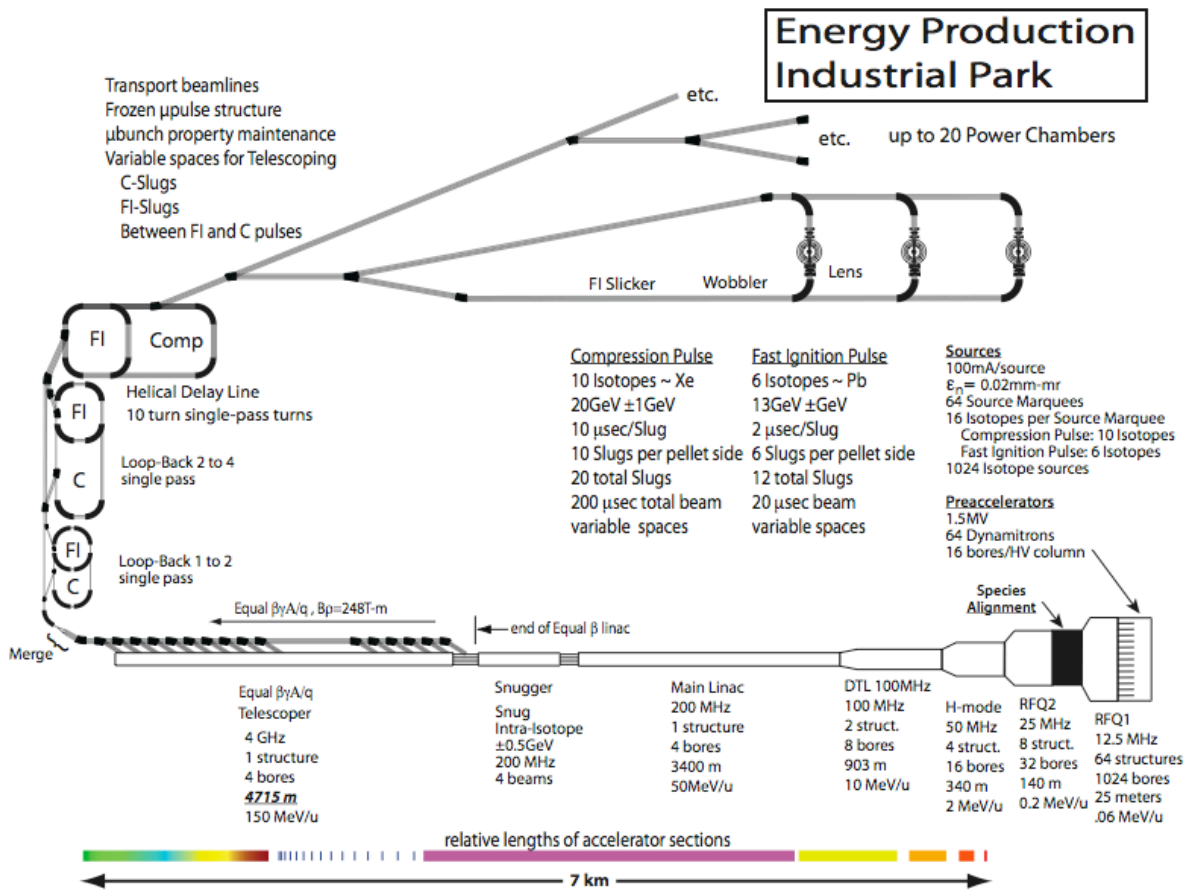 Energy Production
Industrial Park
Transport beamlines
Frozen µpulse structure
µbunch property maintenance
Variable spaces for Telescoping
C-Slugs
FI-Slugs
Between FI and C pulses
etc.
etc.
up to 20 Power Chambers
FI Slicker
Wobbler
Lens
FI
Comp
Helical Delay Line
10 turn single-pass turns
FI
C
Loop-Back 2 to 4
single pass
FI
C
Loop-Back 1 to 2
single pass
Compression Pulse
10 Isotopes ~ Xe
20GeV ±1GeV
10 µsec/Slug
10 Slugs per pellet side
20 total Slugs
200 µsec total beam
variable spaces
Fast Ignition Pulse
6 Isotopes ~ Pb
13GeV ±GeV
2 µsec/Slug
6 Slugs per pellet side
12 total Slugs
20 µsec beam
variable spaces
Sources
100mA/source
εn= 0.02mm-mr
64 Source Marquees
16 Isotopes per Source Marquee
Compression Pulse: 10 Isotopes
Fast Ignition Pulse: 6 Isotopes
1024 Isotope sources
Preaccelerators
1.5MV
64 Dynamitrons
16 bores/HV column
Species
Alignment
Equal βγA/q , Bρ=248T-m
end of Equal β linac
Merge
Equal βγA/q
Telescoper
4 GHz
1 structure
4 bores
4715 m
150 MeV/u
Snugger
Snug
Intra-Isotope
±0.5GeV
200 MHz
4 beams
Main Linac
200 MHz
1 structure
4 bores
3400 m
50MeV/u
DTL 100MHz
100 MHz
2 struct.
8 bores
903 m
10 MeV/u
H-mode
50 MHz
4 struct.
16 bores
340 m
2 MeV/u
RFQ2
25 MHz
8 struct.
32 bores
140 m
0.2 MeV/u
RFQ1
12.5 MHz
64 structures
1024 bores
25 meters
.06 MeV/u
relative lengths of accelerator sections
7 km